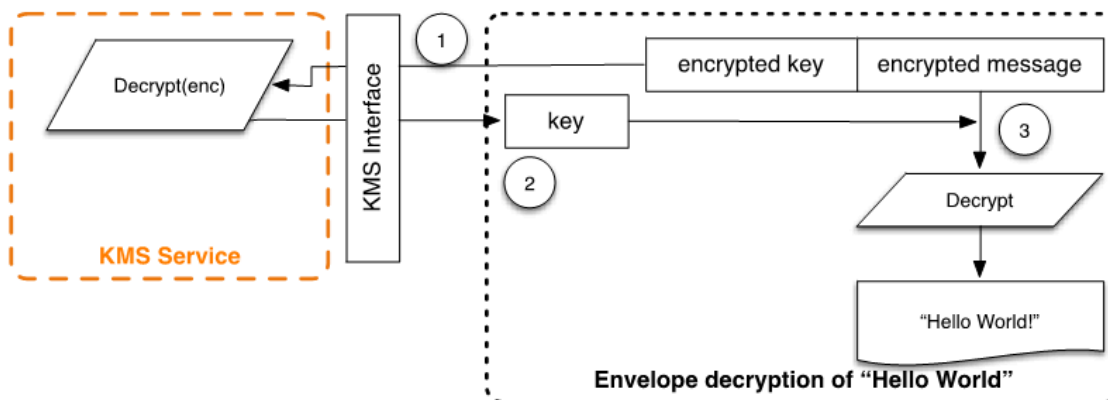 1
encrypted key encrypted message
Decrypt(enc)
KMS Interface
key
3
2
Decrypt
KMS Service
“Hello World!”
Envelope decryption of “Hello World”